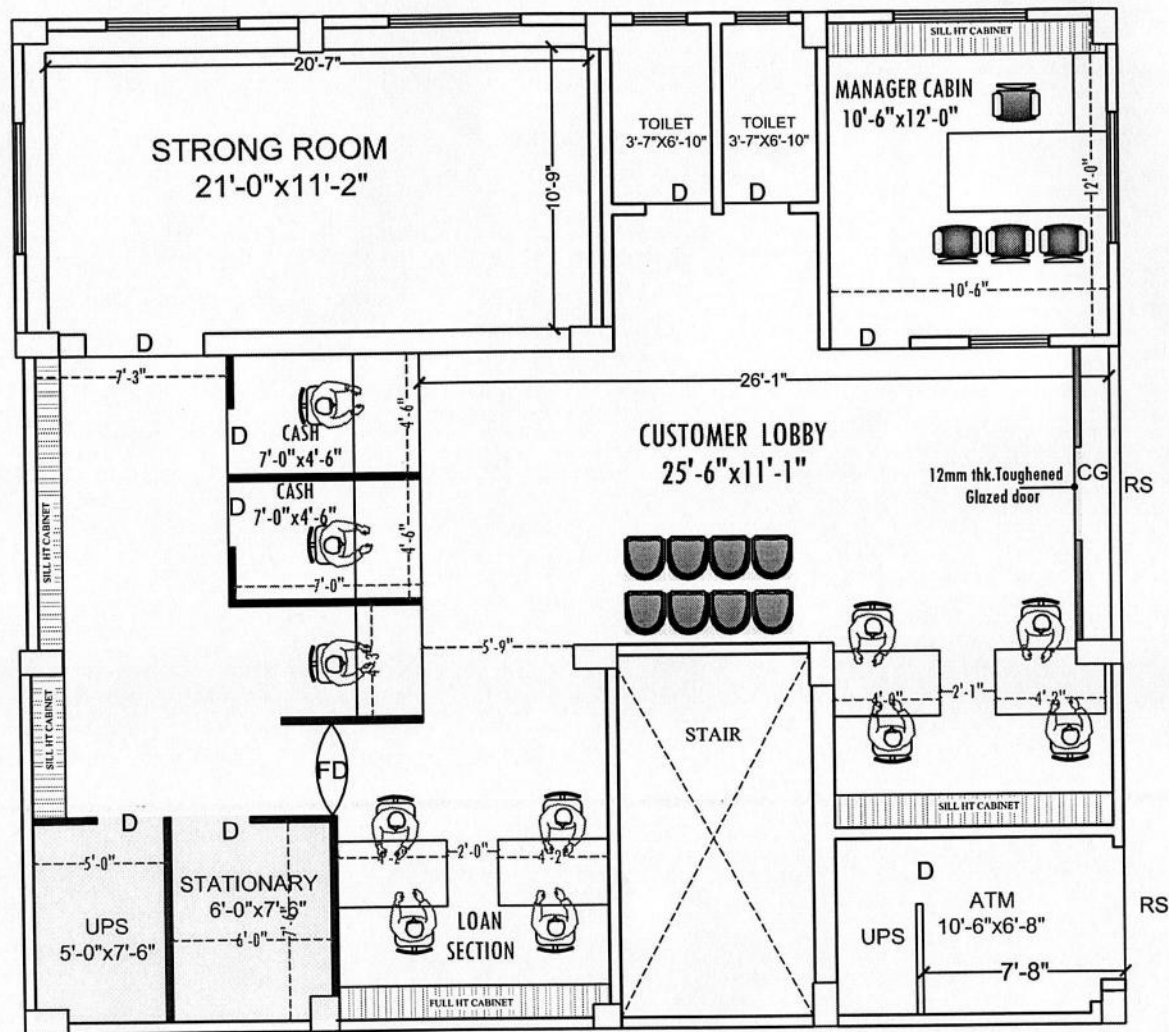 SILL HT CABINET
20'-7"
10'-9"
STRONG ROOM
21'-0"x11'-2"
TOILET
3'-7"X6'-10"
D
TOILET
3'-7"X6'-10"
D
MANAGER CABIN
10'-6"x12'-0"
12'-0"
10'-6"
D
D
7'-3"
26'-1"
4'-6"
D
CASH
7'-0"x4'-6"
CUSTOMER LOBBY
25'-6"x11'-1"
12mm thk.Toughened
Glazed door
CG
RS
D
CASH
7'-0"x4'-6"
4'-6"
7'-0"
SILL HT CABINET
5'-9"
SILL HT CABINET
FD
STAIR
4'-0"
2'-1"
4'-2"
SILL HT CABINET
D
D
5'-0"
UPS
5'-0"x7'-6"
STATIONARY
6'-0"x7'-6"
6'-0"
7'-6"
4'-2"
2'-0"
4'-2"
LOAN
SECTION
FULL HT CABINET
D
UPS
ATM
10'-6"x6'-8"
7'-8"
RS